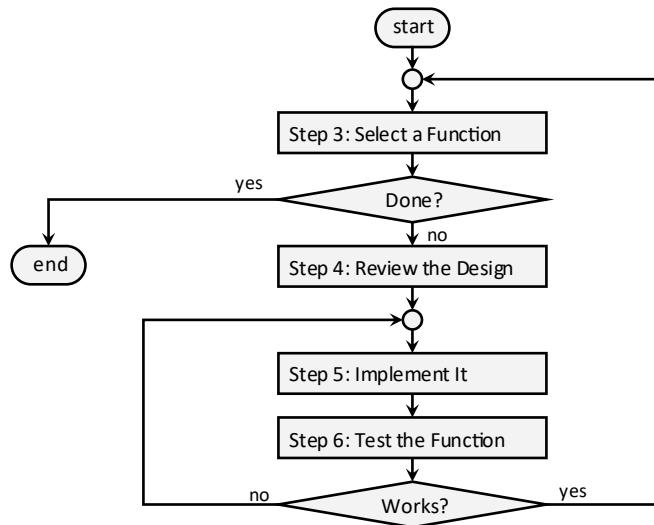 start
Step 3: Select a Function
yes
Done?
no
end
Step 4: Review the Design
Step 5: Implement It
Step 6: Test the Function
no
Works?
yes